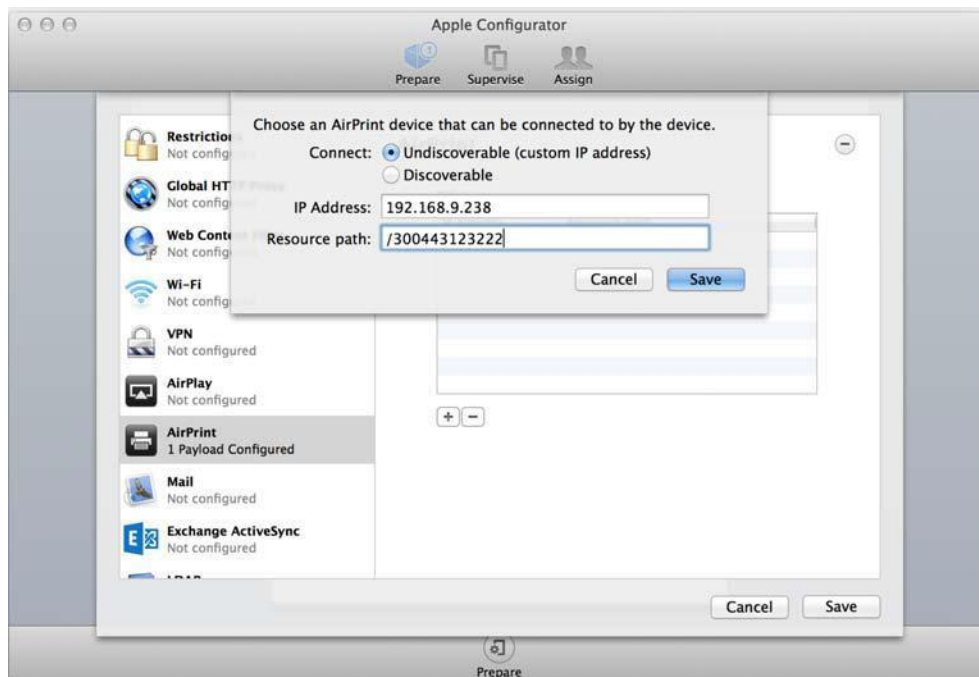 Apple Configurator
1
Prepare
Supervise
Assign
Choose an AirPrint device that can be connected to by the device.
Connect: Undiscoverable (custom IP address)
Discoverable
IP Address: 192.168.9.238
Resource path: /300443123222
Cancel
Save
Restriction
Not config
Global HT
Not config
Web Conte
Not config
Wi-Fi
Not config
VPN
Not configured
AirPlay
Not configured
AirPrint
1 Payload Configured
Mail
Not configured
Exchange ActiveSync
Not configured
Cancel
Save
Prepare